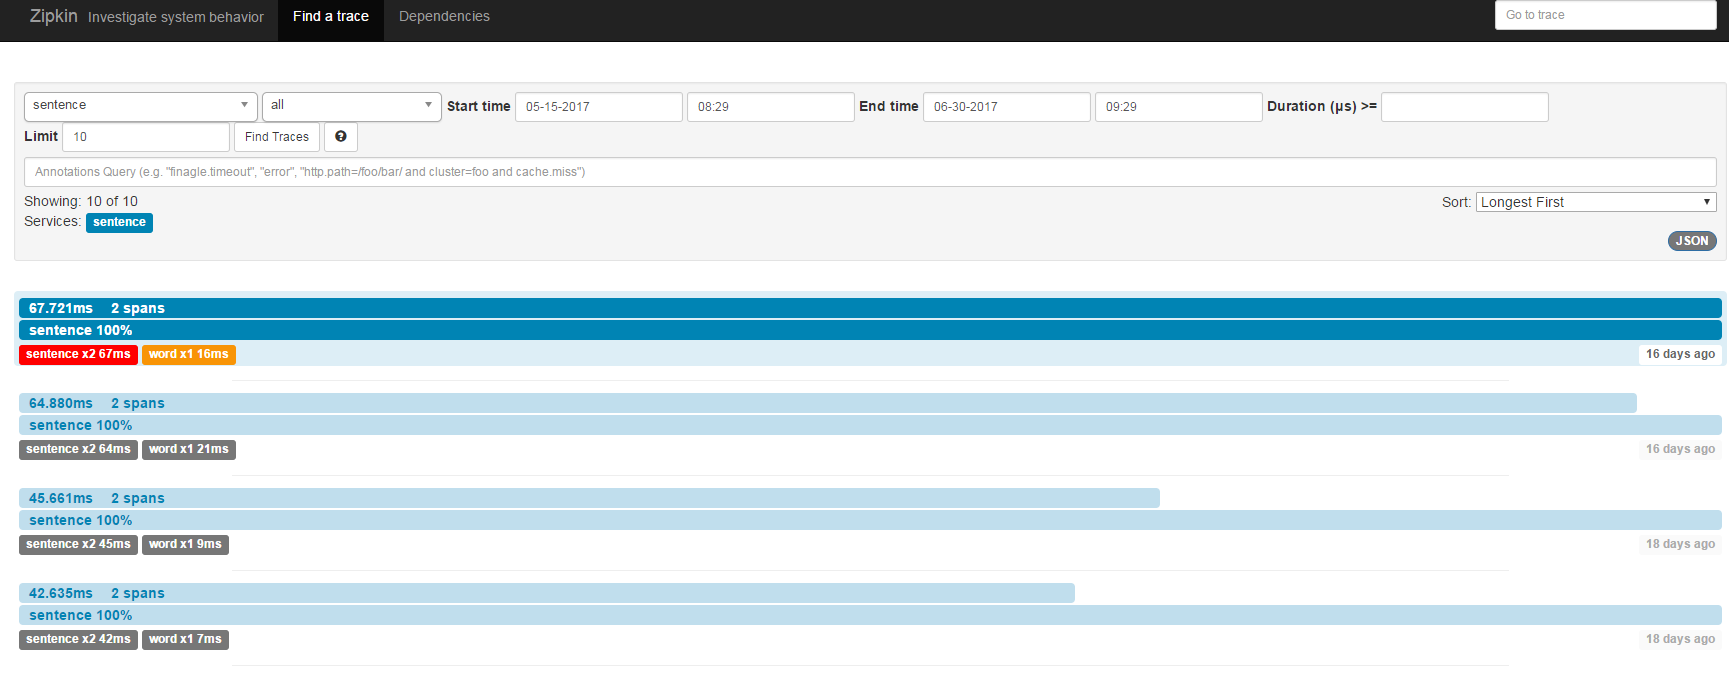 Zipkin Investigate system behavior Find a trace Dependencies Go to trace
sentence all Start time 05-15-2017 08:29 End time 06-30-2017 09:29 Duration (μs) >=
Limit 10 Find Traces ?
Annotations Query (e.g. "finagle.timeout", "error", "http.path=/foo/bar/ and cluster=foo and cache.miss")
Showing: 10 of 10 Sort: Longest First
Services: sentence
JSON
67.721ms 2 spans
sentence 100%
sentence x2 67ms word x1 16ms 16 days ago
64.880ms 2 spans
sentence 100%
sentence x2 64ms word x1 21ms 16 days ago
45.661ms 2 spans
sentence 100%
sentence x2 45ms word x1 9ms 18 days ago
42.635ms 2 spans
sentence 100%
sentence x2 42ms word x1 7ms 18 days ago